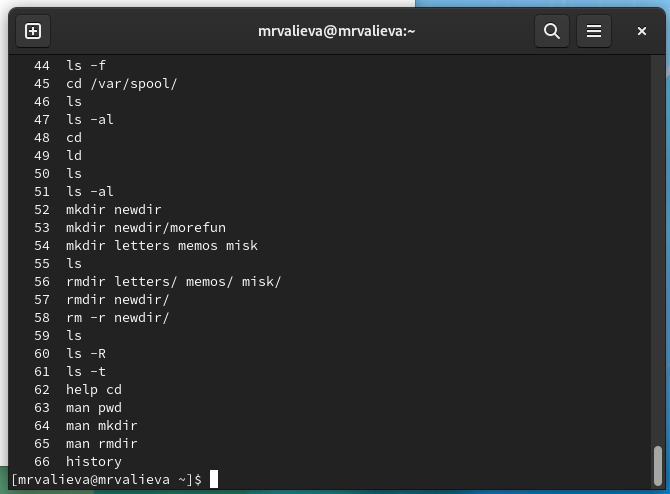 mrvalieva@mrvalieva:~
44 ls -f
45 cd /var/spool/
46 ls
47 ls -al
48 cd
49 ld
50 ls
51 ls -al
52 mkdir newdir
53 mkdir newdir/morefun
54 mkdir letters memos misk
55 ls
56 rmdir letters/ memos/ misk/
57 rmdir newdir/
58 rm -r newdir/
59 ls
60 ls -R
61 ls -t
62 help cd
63 man pwd
64 man mkdir
65 man rmdir
66 history
[mrvalieva@mrvalieva ~]$